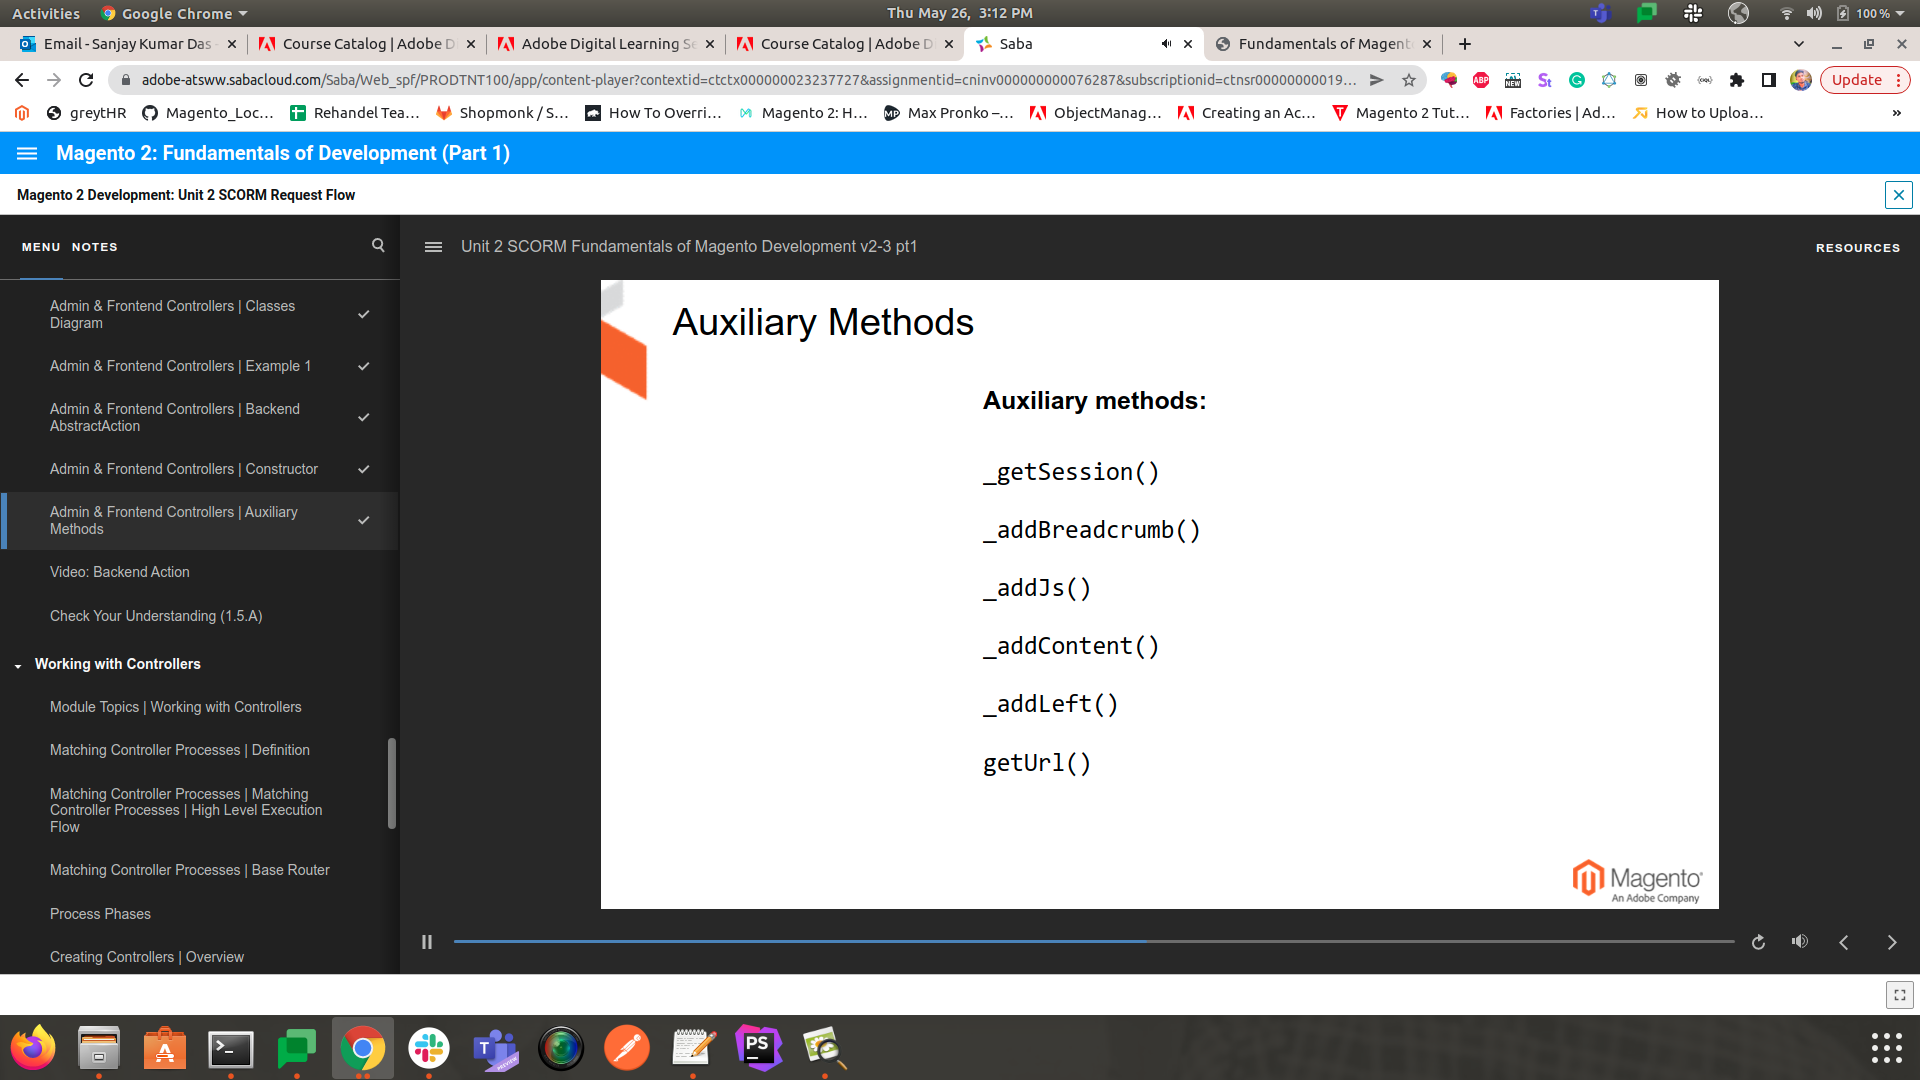 Activities Google Chrome Thu May 26, 3:12 PM 100 %
Email - Sanjay Kumar Das Course Catalog | Adobe D Adobe Digital Learning Se Course Catalog | Adobe D Saba Fundamentals of Magent
adobe-atsww.sabacloud.com/Saba/Web_spf/PRODTNT100/app/content-player?contextid=ctctx000000023237727&assignmentid=cninv000000000076287&subscriptionid=ctnsr00000000019... ABP NEW St Update
greytHR Magento_Loc... Rehandel Tea... Shopmonk / S... How To Overri... Magento 2: H... MP Max Pronko –... ObjectManag... Creating an Ac... Magento 2 Tut... Factories | Ad... How to Uploa... »
Magento 2: Fundamentals of Development (Part 1)
Magento 2 Development: Unit 2 SCORM Request Flow
MENU NOTES
Unit 2 SCORM Fundamentals of Magento Development v2-3 pt1
RESOURCES
Admin & Frontend Controllers | Classes
Diagram
Admin & Frontend Controllers | Example 1
Admin & Frontend Controllers | Backend
AbstractAction
Admin & Frontend Controllers | Constructor
Admin & Frontend Controllers | Auxiliary
Methods
Video: Backend Action
Check Your Understanding (1.5.A)
Working with Controllers
Module Topics | Working with Controllers
Matching Controller Processes | Definition
Matching Controller Processes | Matching
Controller Processes | High Level Execution
Flow
Matching Controller Processes | Base Router
Process Phases
Creating Controllers | Overview
Auxiliary Methods
Auxiliary methods:
_getSession()
_addBreadcrumb()
_addJs()
_addContent()
_addLeft()
getUrl()
Magento
An Adobe Company
PS